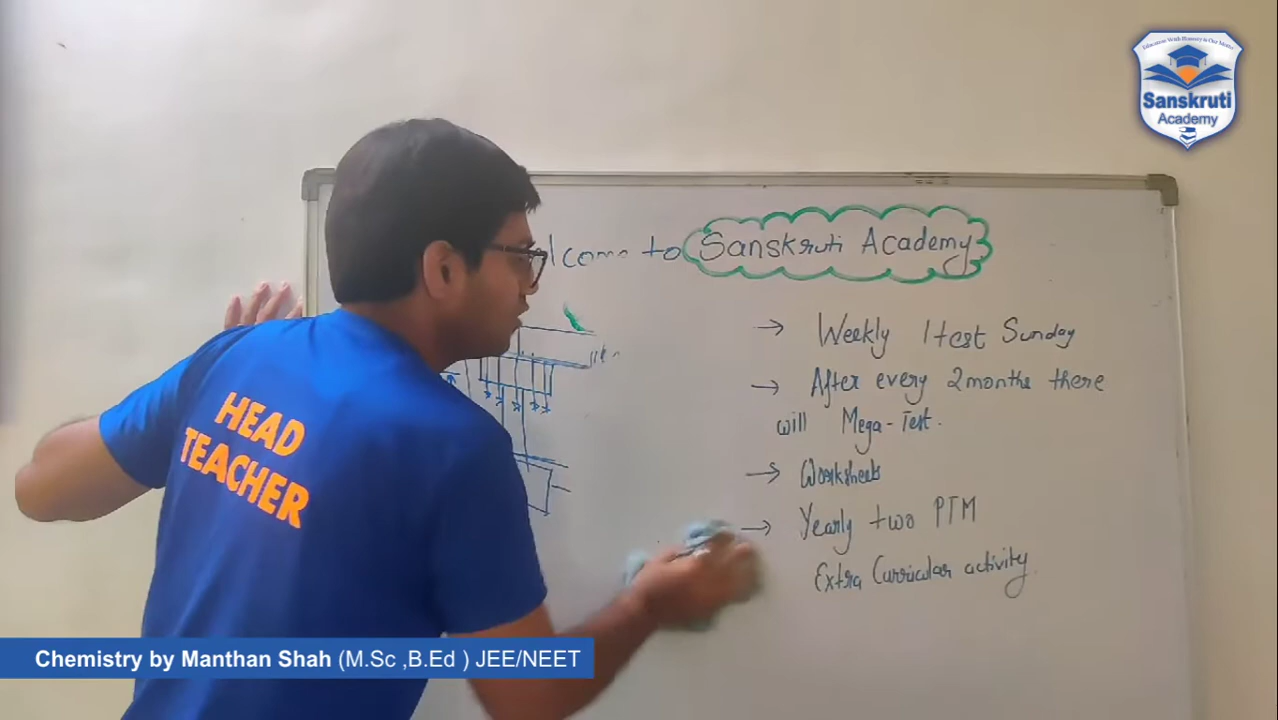 Education With Honesty is Our Motto
Sanskruti
Academy
lcome to Sanskruti Academy
→ Weekly 1 test Sunday
→ After every 2 months there
will Mega-Test.
→ Worksheets
→ Yearly two PTM
Extra Curricular activity
HEAD
TEACHER
Chemistry by Manthan Shah (M.Sc ,B.Ed ) JEE/NEET